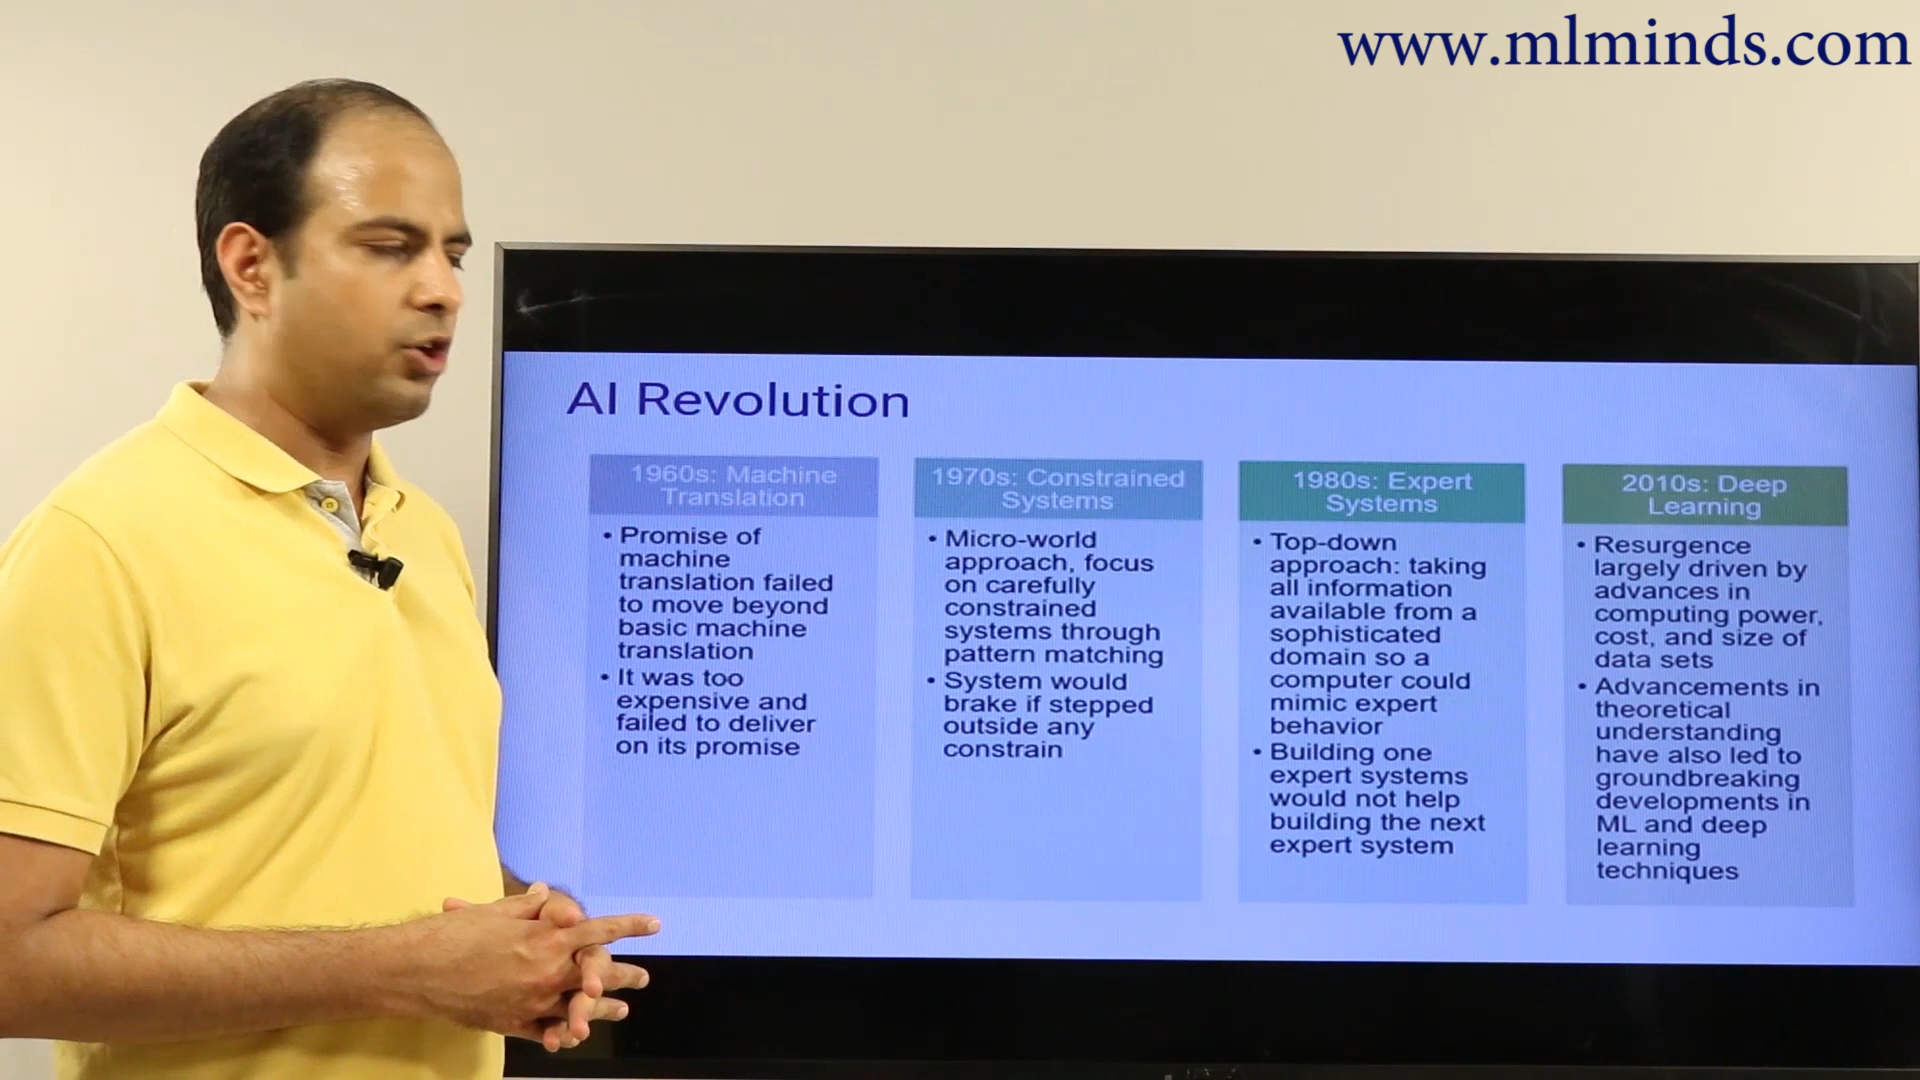 www.mlminds.com
AI Revolution
1960s: Machine
Translation
• Promise of
machine
translation failed
to move beyond
basic machine
translation
• It was too
expensive and
failed to deliver
on its promise
1970s: Constrained
Systems
• Micro-world
approach, focus
on carefully
constrained
systems through
pattern matching
• System would
brake if stepped
outside any
constrain
1980s: Expert
Systems
• Top-down
approach: taking
all information
available from a
sophisticated
domain so a
computer could
mimic expert
behavior
• Building one
expert systems
would not help
building the next
expert system
2010s: Deep
Learning
• Resurgence
largely driven by
advances in
computing power,
cost, and size of
data sets
• Advancements in
theoretical
understanding
have also led to
groundbreaking
developments in
ML and deep
learning
techniques